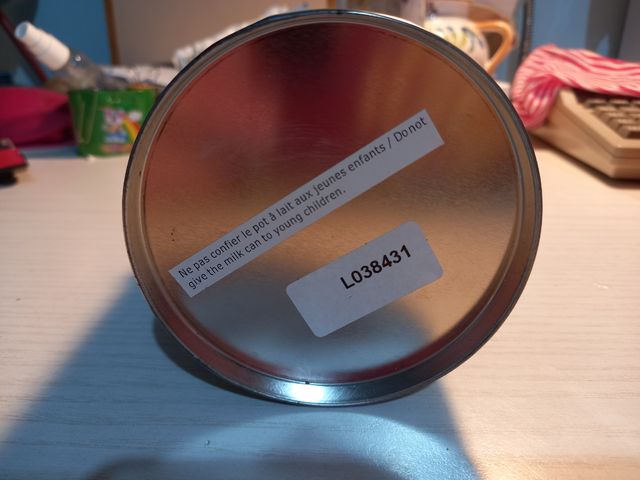 Ne pas confier le pot à lait aux jeunes enfants / Do not
give the milk can to young children.
L038431